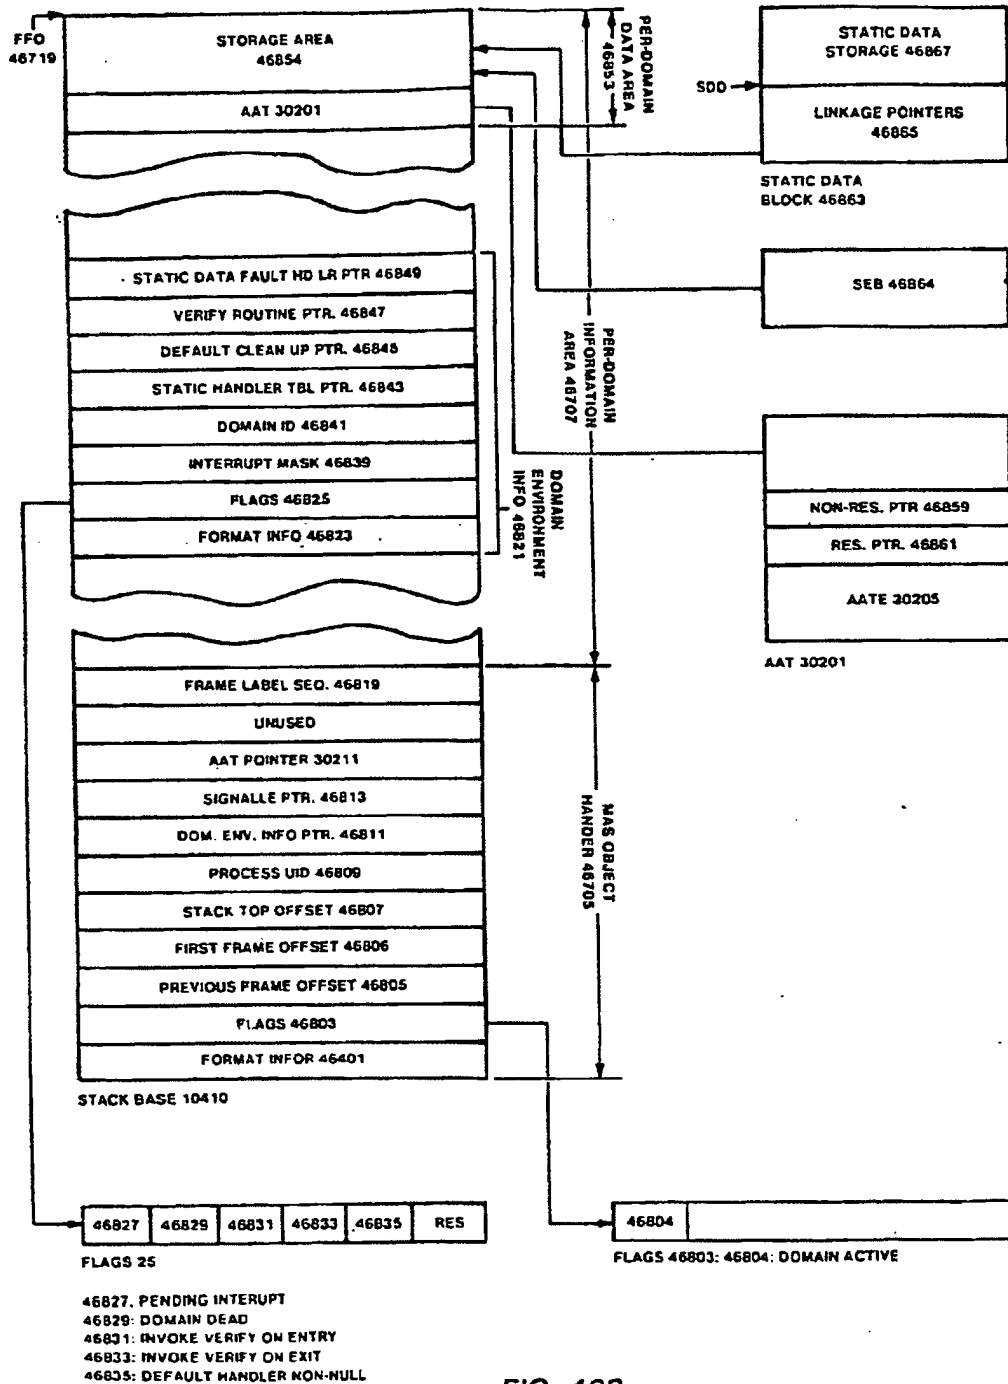 FFO
46719
STORAGE AREA
46854
AAT 30201
PER-DOMAIN
DATA AREA
46853
SDD
STATIC DATA
STORAGE 46867
LINKAGE POINTERS
46865
STATIC DATA
BLOCK 46863
STATIC DATA FAULT HD LR PTR 46849
VERIFY ROUTINE PTR. 46847
DEFAULT CLEAN UP PTR. 46845
STATIC HANDLER TBL PTR. 46843
DOMAIN ID 46841
INTERRUPT MASK 46839
FLAGS 46825
FORMAT INFO 46823
DOMAIN
ENVIRONMENT
INFO 46821
PER-DOMAIN
INFORMATION
AREA 46707
SEB 46864
NON-RES. PTR 46859
RES. PTR. 46861
AATE 30205
AAT 30201
FRAME LABEL SEQ. 46819
UNUSED
AAT POINTER 30211
SIGNALLE PTR. 46813
DOM. ENV. INFO PTR. 46811
PROCESS UID 46809
STACK TOP OFFSET 46807
FIRST FRAME OFFSET 46806
PREVIOUS FRAME OFFSET 46805
FLAGS 46803
FORMAT INFOR 46401
MAS OBJECT
HANDER 46705
STACK BASE 10410
46827 46829 46831 46833 46835 RES
FLAGS 25
46804
FLAGS 46803: 46804: DOMAIN ACTIVE
46827. PENDING INTERUPT
46829: DOMAIN DEAD
46831: INVOKE VERIFY ON ENTRY
46833: INVOKE VERIFY ON EXIT
46835: DEFAULT HANDLER NON-NULL